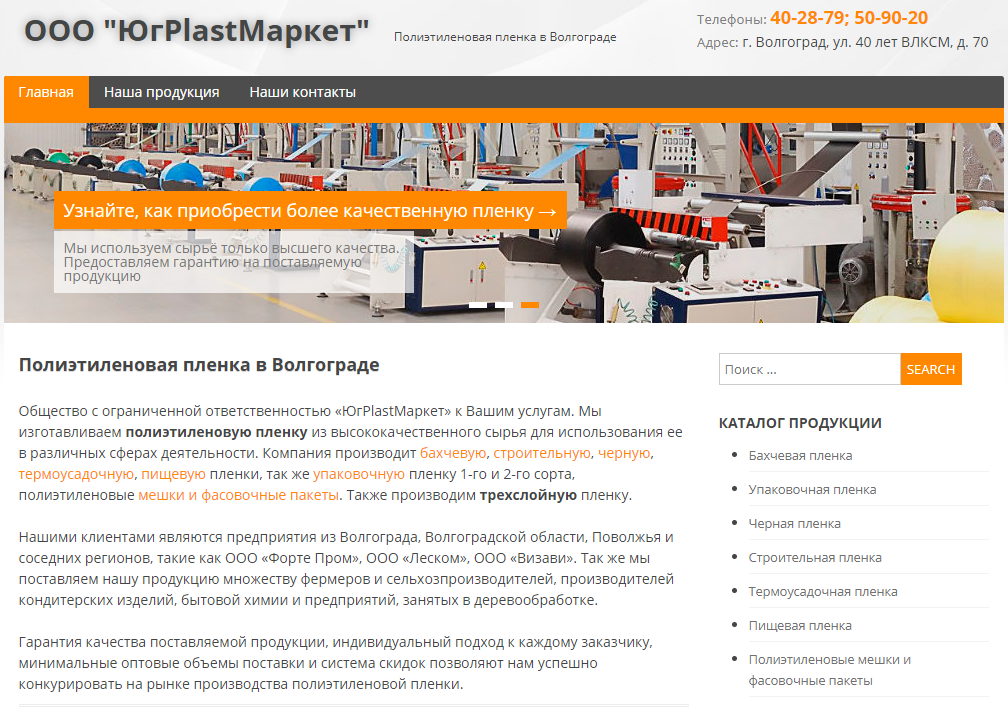 ООО "ЮгPlastМаркет"
Полиэтиленовая пленка в Волгограде
Телефоны: 40-28-79; 50-90-20
Адрес: г. Волгоград, ул. 40 лет ВЛКСМ, д. 70
Главная
Наша продукция
Наши контакты
Узнайте, как приобрести более качественную пленку →
Мы используем сырьё только высшего качества.
Предоставляем гарантию на поставляемую
продукцию
Полиэтиленовая пленка в Волгограде
Общество с ограниченной ответственностью «ЮгPlastМаркет» к Вашим услугам. Мы
изготавливаем полиэтиленовую пленку из высококачественного сырья для использования ее
в различных сферах деятельности. Компания производит бахчевую, строительную, черную,
термоусадочную, пищевую пленки, так же упаковочную пленку 1-го и 2-го сорта,
полиэтиленовые мешки и фасовочные пакеты. Также производим трехслойную пленку.
Нашими клиентами являются предприятия из Волгограда, Волгоградской области, Поволжья и
соседних регионов, такие как ООО «Форте Пром», ООО «Леском», ООО «Визави». Так же мы
поставляем нашу продукцию множеству фермеров и сельхозпроизводителей, производителей
кондитерских изделий, бытовой химии и предприятий, занятых в деревообработке.
Гарантия качества поставляемой продукции, индивидуальный подход к каждому заказчику,
минимальные оптовые объемы поставки и система скидок позволяют нам успешно
конкурировать на рынке производства полиэтиленовой пленки.
Поиск ...
SEARCH
КАТАЛОГ ПРОДУКЦИИ
Бахчевая пленка
Упаковочная пленка
Черная пленка
Строительная пленка
Термоусадочная пленка
Пищевая пленка
Полиэтиленовые мешки и
фасовочные пакеты